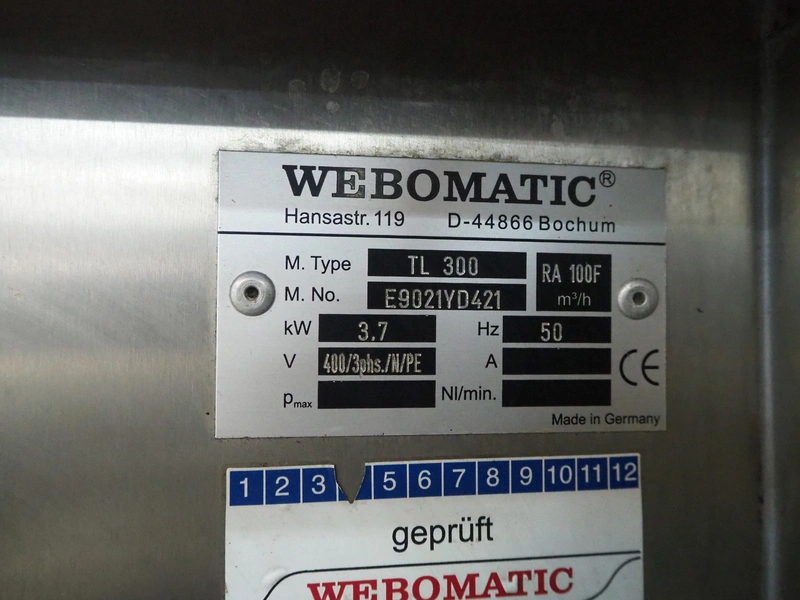 WEBOMATIC®
Hansastr. 119 D-44866 Bochum
M. Type TL 300
RA 100F
m³/h
M. No. E9021YD421
kW 3.7 Hz 50
V 400/3phs./N/PE A
CE
pmax Nl/min.
Made in Germany
1 2 3 5 6 7 8 9 10 11 12
geprüft
WEBOMATIC